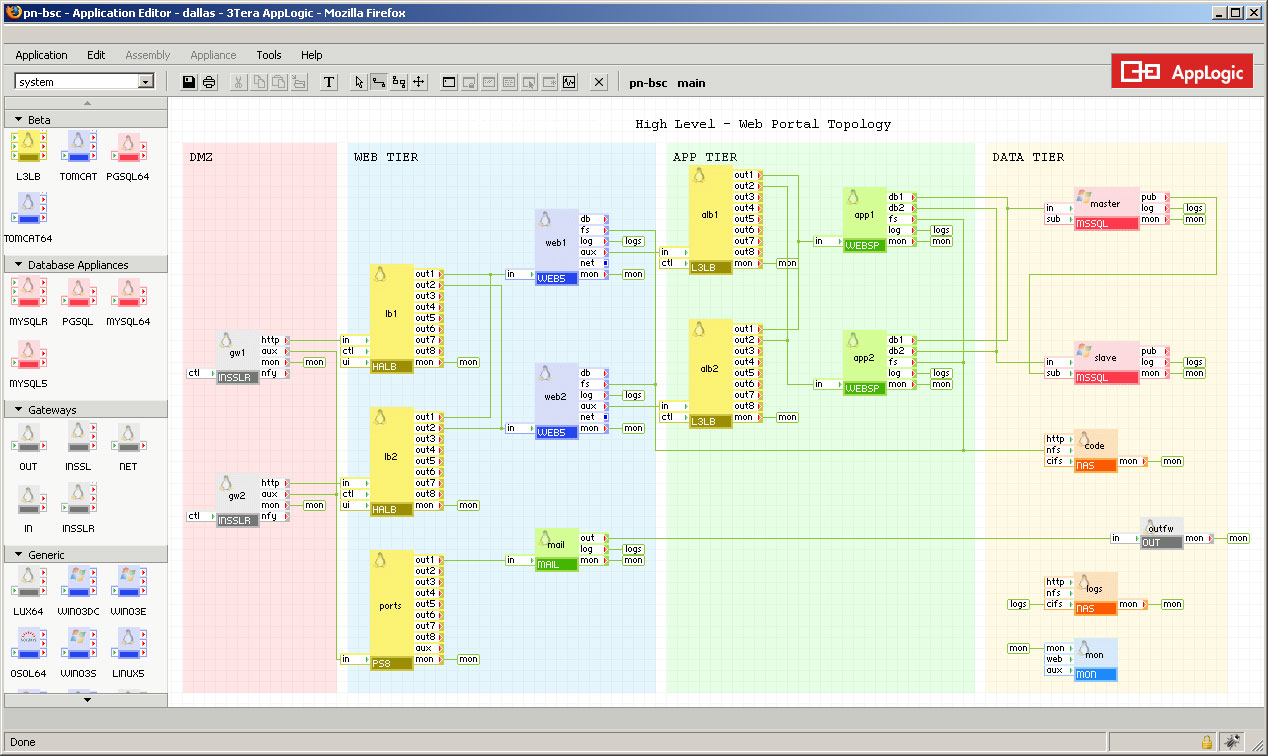 pn-bsc - Application Editor - dallas - 3Tera AppLogic - Mozilla Firefox
Application Edit Assembly Appliance Tools Help
system
T
pn-bsc main
AppLogic
High Level - Web Portal Topology
Beta
L3LB TOMCAT PGSQL64
TOMCAT64
Database Appliances
MYSQLR PGSQL MYSQL64
MYSQL5
Gateways
OUT INSSL NET
IN INSSLR
Generic
LUX64 WIN03DC WIN03E
OSOL64 WIN03S LINUX5
DMZ
ctl
gw1
INSSLR
http
aux
mon
nfy
mon
ctl
gw2
INSSLR
http
aux
mon
nfy
mon
WEB TIER
in
ctl
ui
lb1
HALB
out1
out2
out3
out4
out5
out6
out7
out8
mon
mon
in
ctl
ui
lb2
HALB
out1
out2
out3
out4
out5
out6
out7
out8
mon
mon
in
ports
PS8
out1
out2
out3
out4
out5
out6
out7
out8
aux
mon
mon
in
web1
WEB5
db
fs
log
aux
net
mon
logs
mon
in
web2
WEB5
db
fs
log
aux
net
mon
logs
mon
in
mail
MAIL
out
log
mon
logs
mon
APP TIER
in
ctl
alb1
L3LB
out1
out2
out3
out4
out5
out6
out7
out8
mon
mon
in
ctl
alb2
L3LB
out1
out2
out3
out4
out5
out6
out7
out8
mon
mon
in
app1
WEBSP
db1
db2
fs
log
mon
logs
mon
in
app2
WEBSP
db1
db2
fs
log
mon
logs
mon
DATA TIER
in
sub
master
MSSQL
pub
log
mon
logs
mon
in
sub
slave
MSSQL
pub
log
mon
logs
mon
http
nfs
cifs
code
NAS
mon
mon
in
outfw
OUT
mon
mon
logs
http
nfs
cifs
logs
NAS
mon
mon
mon
mon
web
aux
mon
MON
Done